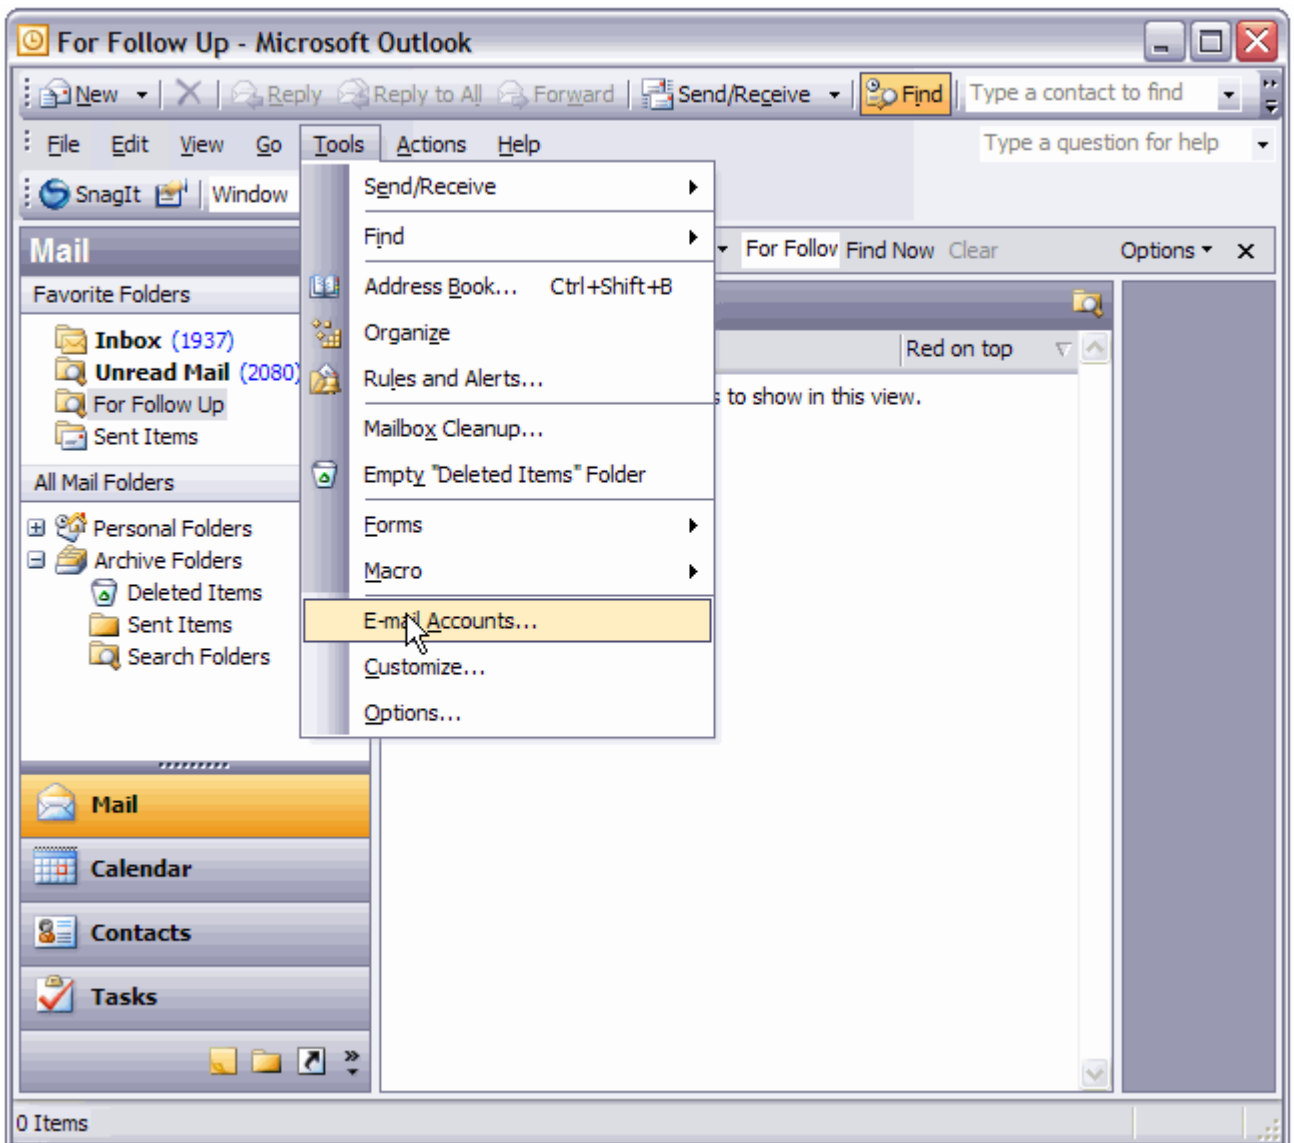 For Follow Up - Microsoft Outlook
New Reply Reply to All Forward Send/Receive Find Type a contact to find
File Edit View Go Tools Actions Help Type a question for help
SnagIt Window
Send/Receive
Mail
Find
For Follow Find Now Clear Options
Favorite Folders
Address Book... Ctrl+Shift+B
Inbox (1937)
Organize
Red on top
Unread Mail (2080)
Rules and Alerts...
For Follow Up
to show in this view.
Sent Items
Mailbox Cleanup...
All Mail Folders
Empty "Deleted Items" Folder
Personal Folders
Forms
Archive Folders
Macro
Deleted Items
Sent Items
E-mail Accounts...
Search Folders
Customize...
Options...
Mail
Calendar
Contacts
Tasks
0 Items